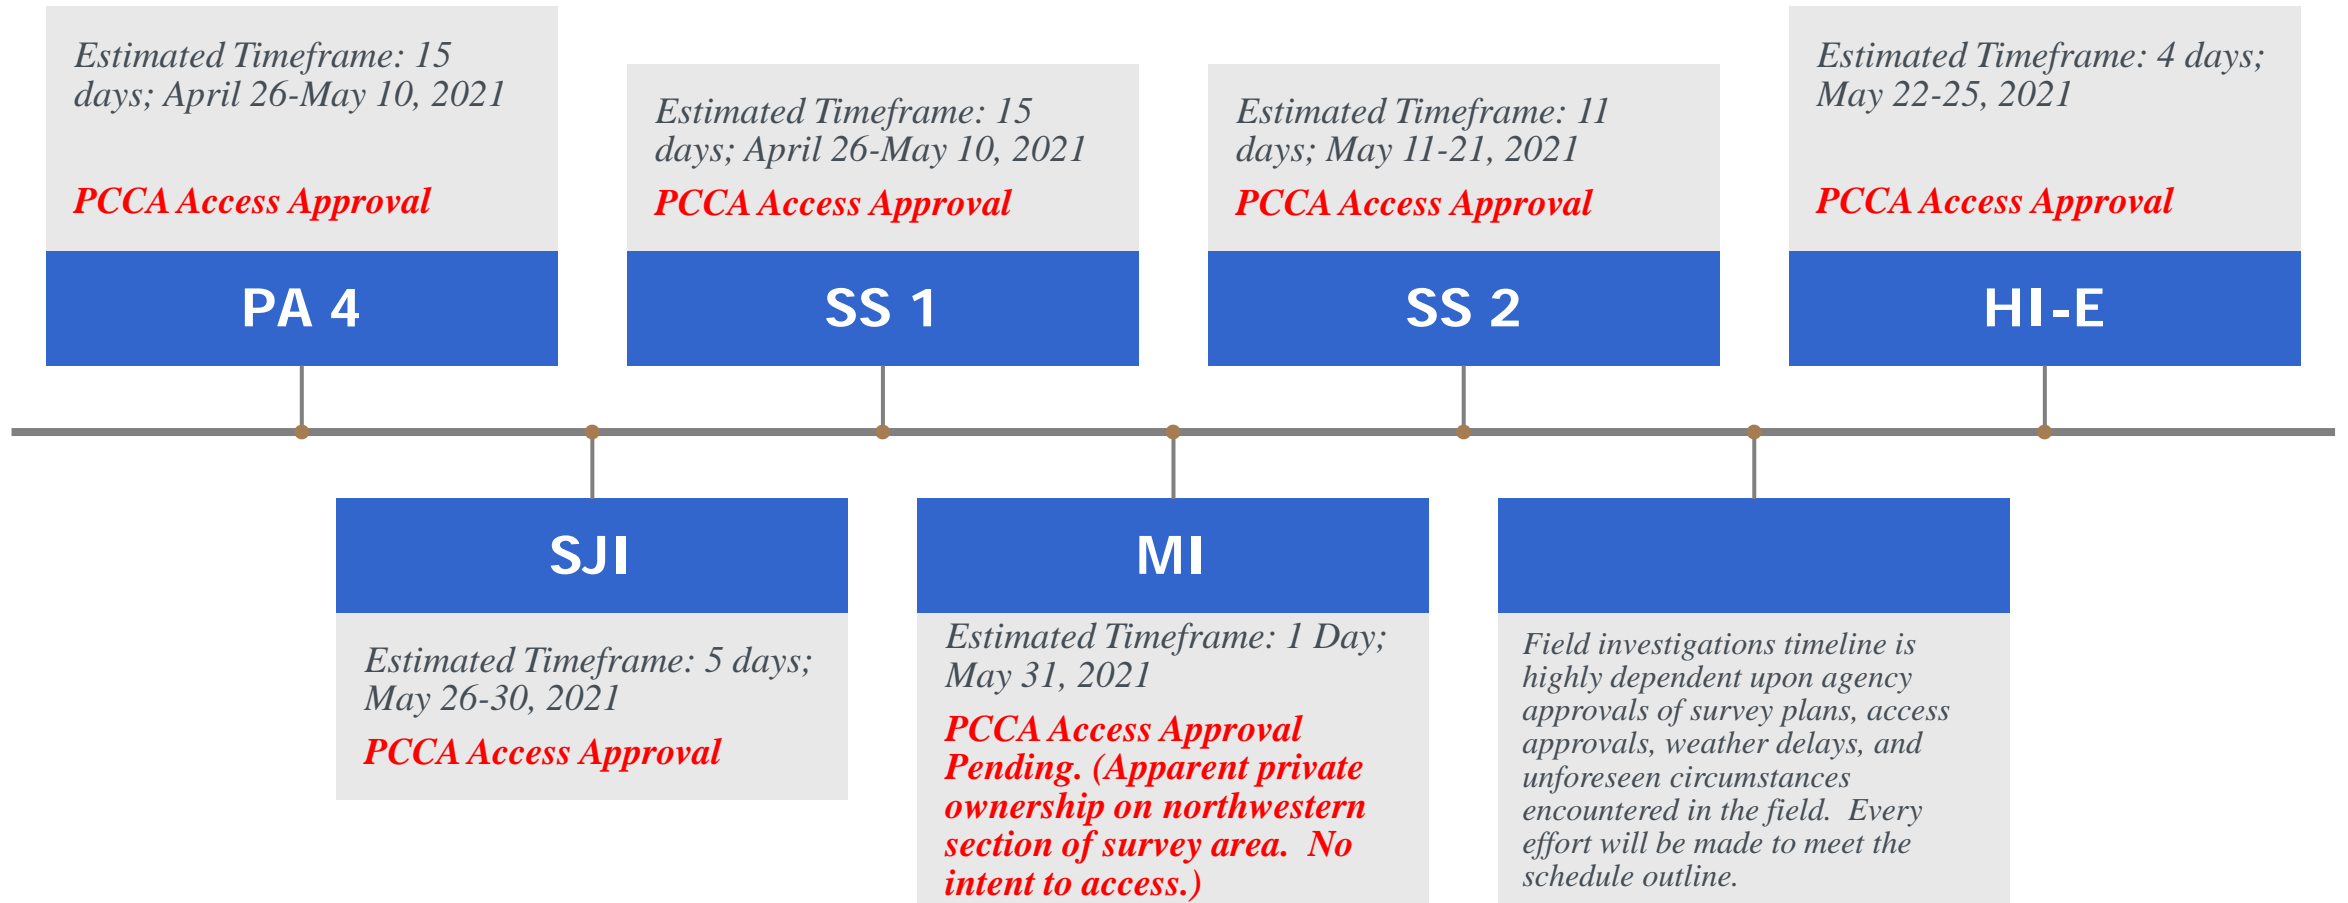 Estimated Timeframe: 15
days; April 26-May 10, 2021
PCCA Access Approval
PA 4
Estimated Timeframe: 15
days; April 26-May 10, 2021
PCCA Access Approval
SS 1
Estimated Timeframe: 11
days; May 11-21, 2021
PCCA Access Approval
SS 2
Estimated Timeframe: 4 days;
May 22-25, 2021
PCCA Access Approval
HI-E
SJI
Estimated Timeframe: 5 days;
May 26-30, 2021
PCCA Access Approval
MI
Estimated Timeframe: 1 Day;
May 31, 2021
PCCA Access Approval
Pending. (Apparent private
ownership on northwestern
section of survey area.  No
intent to access.)
Field investigations timeline is
highly dependent upon agency
approvals of survey plans, access
approvals, weather delays, and
unforeseen circumstances
encountered in the field.  Every
effort will be made to meet the
schedule outline.